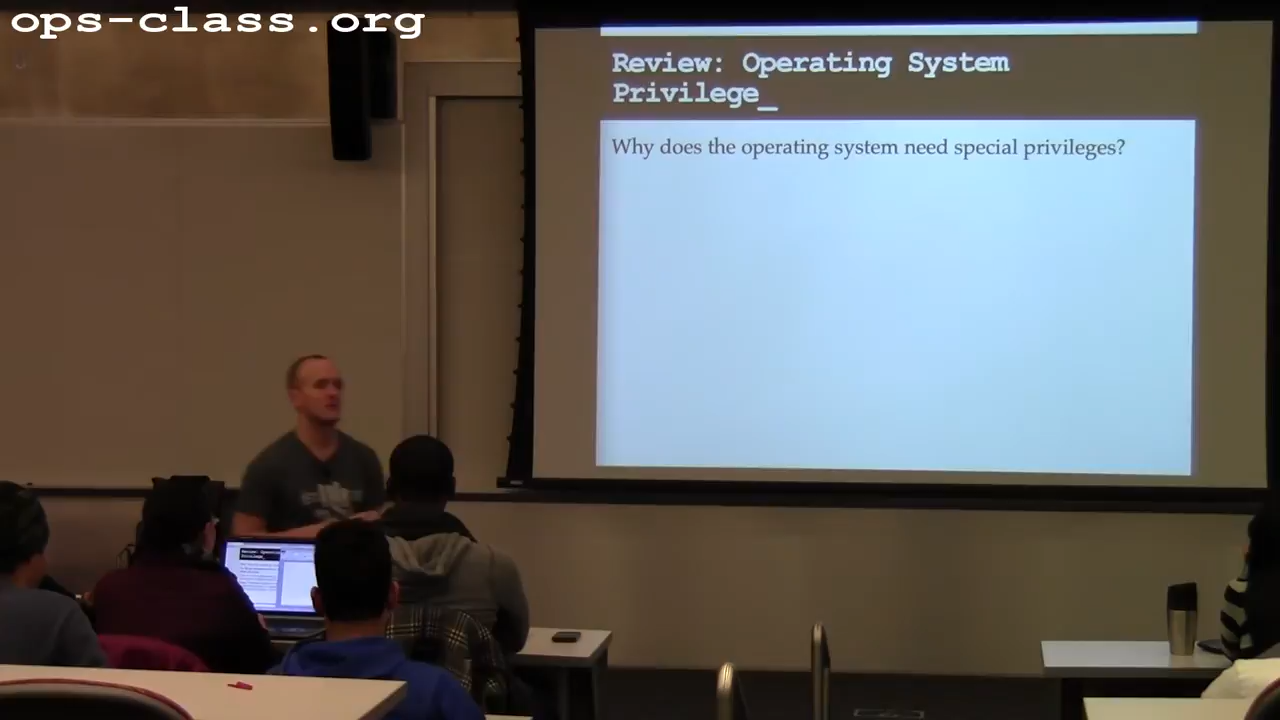 ops-class.org
Review: Operating System
Privilege_
Why does the operating system need special privileges?